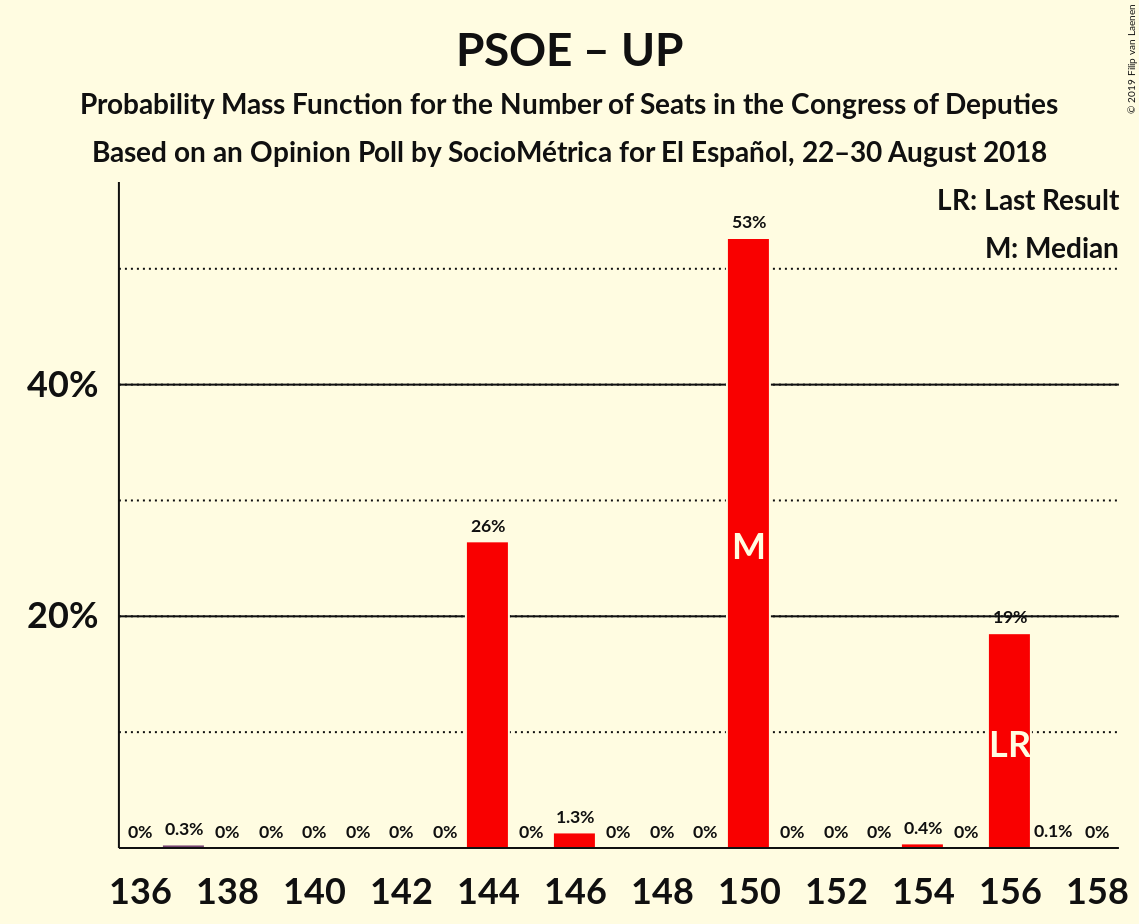 PSOE – UP
Probability Mass Function for the Number of Seats in the Congress of Deputies
Based on an Opinion Poll by SocioMétrica for El Español, 22–30 August 2018
© 2019 Filip van Laenen
LR: Last Result
M: Median
53%
40%
26%
M
20%
19%
LR
0% 0.3% 0% 0% 0% 0% 0% 0% 0% 1.3% 0% 0% 0% 0% 0% 0% 0.4% 0% 0.1% 0%
136 138 140 142 144 146 148 150 152 154 156 158